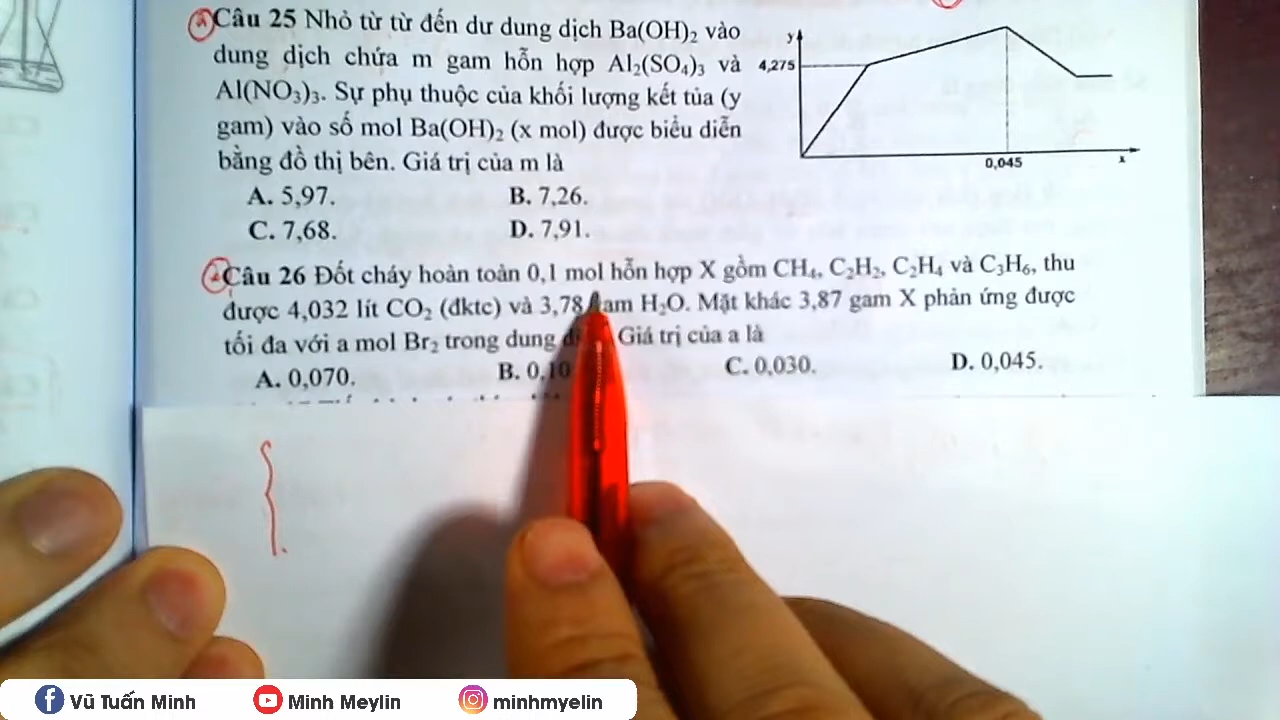 Câu 25 Nhỏ từ từ đến dư dung dịch Ba(OH)₂ vào
dung dịch chứa m gam hỗn hợp Al₂(SO₄)₃ và
Al(NO₃)₃. Sự phụ thuộc của khối lượng kết tủa (y
gam) vào số mol Ba(OH)₂ (x mol) được biểu diễn
bằng đồ thị bên. Giá trị của m là
A. 5,97. B. 7,26.
C. 7,68. D. 7,91.
y
4,275
0,045
x
Câu 26 Đốt cháy hoàn toàn 0,1 mol hỗn hợp X gồm CH₄, C₂H₂, C₂H₄ và C₃H₆, thu
được 4,032 lít CO₂ (đktc) và 3,78 am H₂O. Mặt khác 3,87 gam X phản ứng được
tối đa với a mol Br₂ trong dung Giá trị của a là
A. 0,070. B. 0,10 C. 0,030. D. 0,045.
Vũ Tuấn Minh Minh Meylin minhmyelin